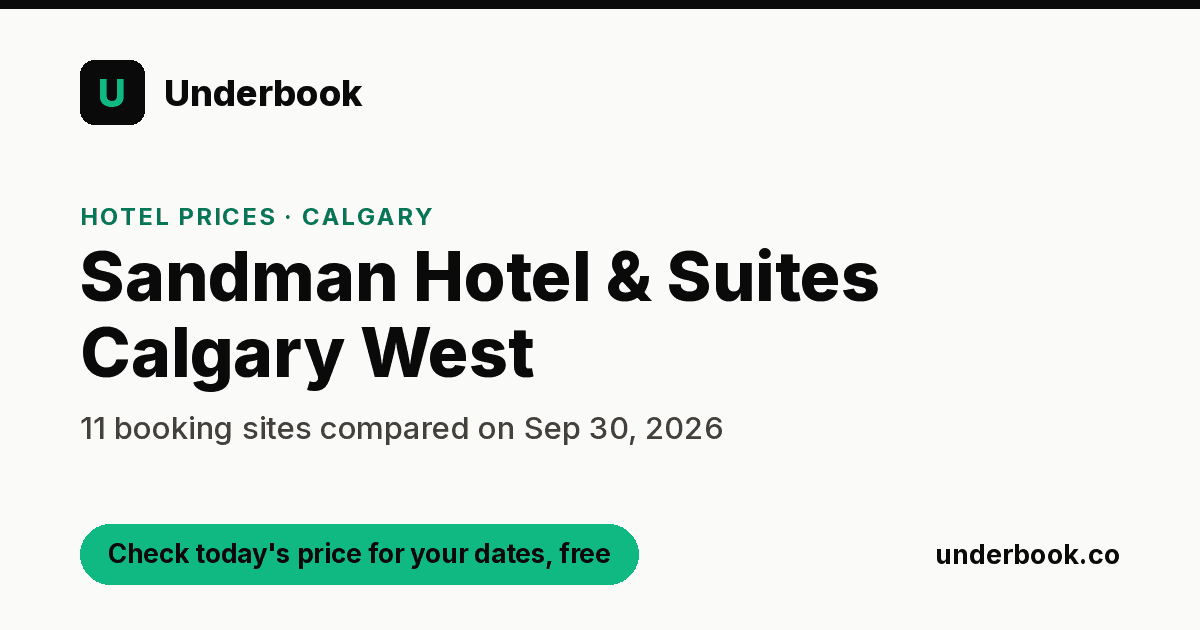 U Underbook
HOTEL PRICES · CALGARY
Sandman Hotel & Suites
Calgary West
11 booking sites compared on Sep 30, 2026
Check today's price for your dates, free
underbook.co